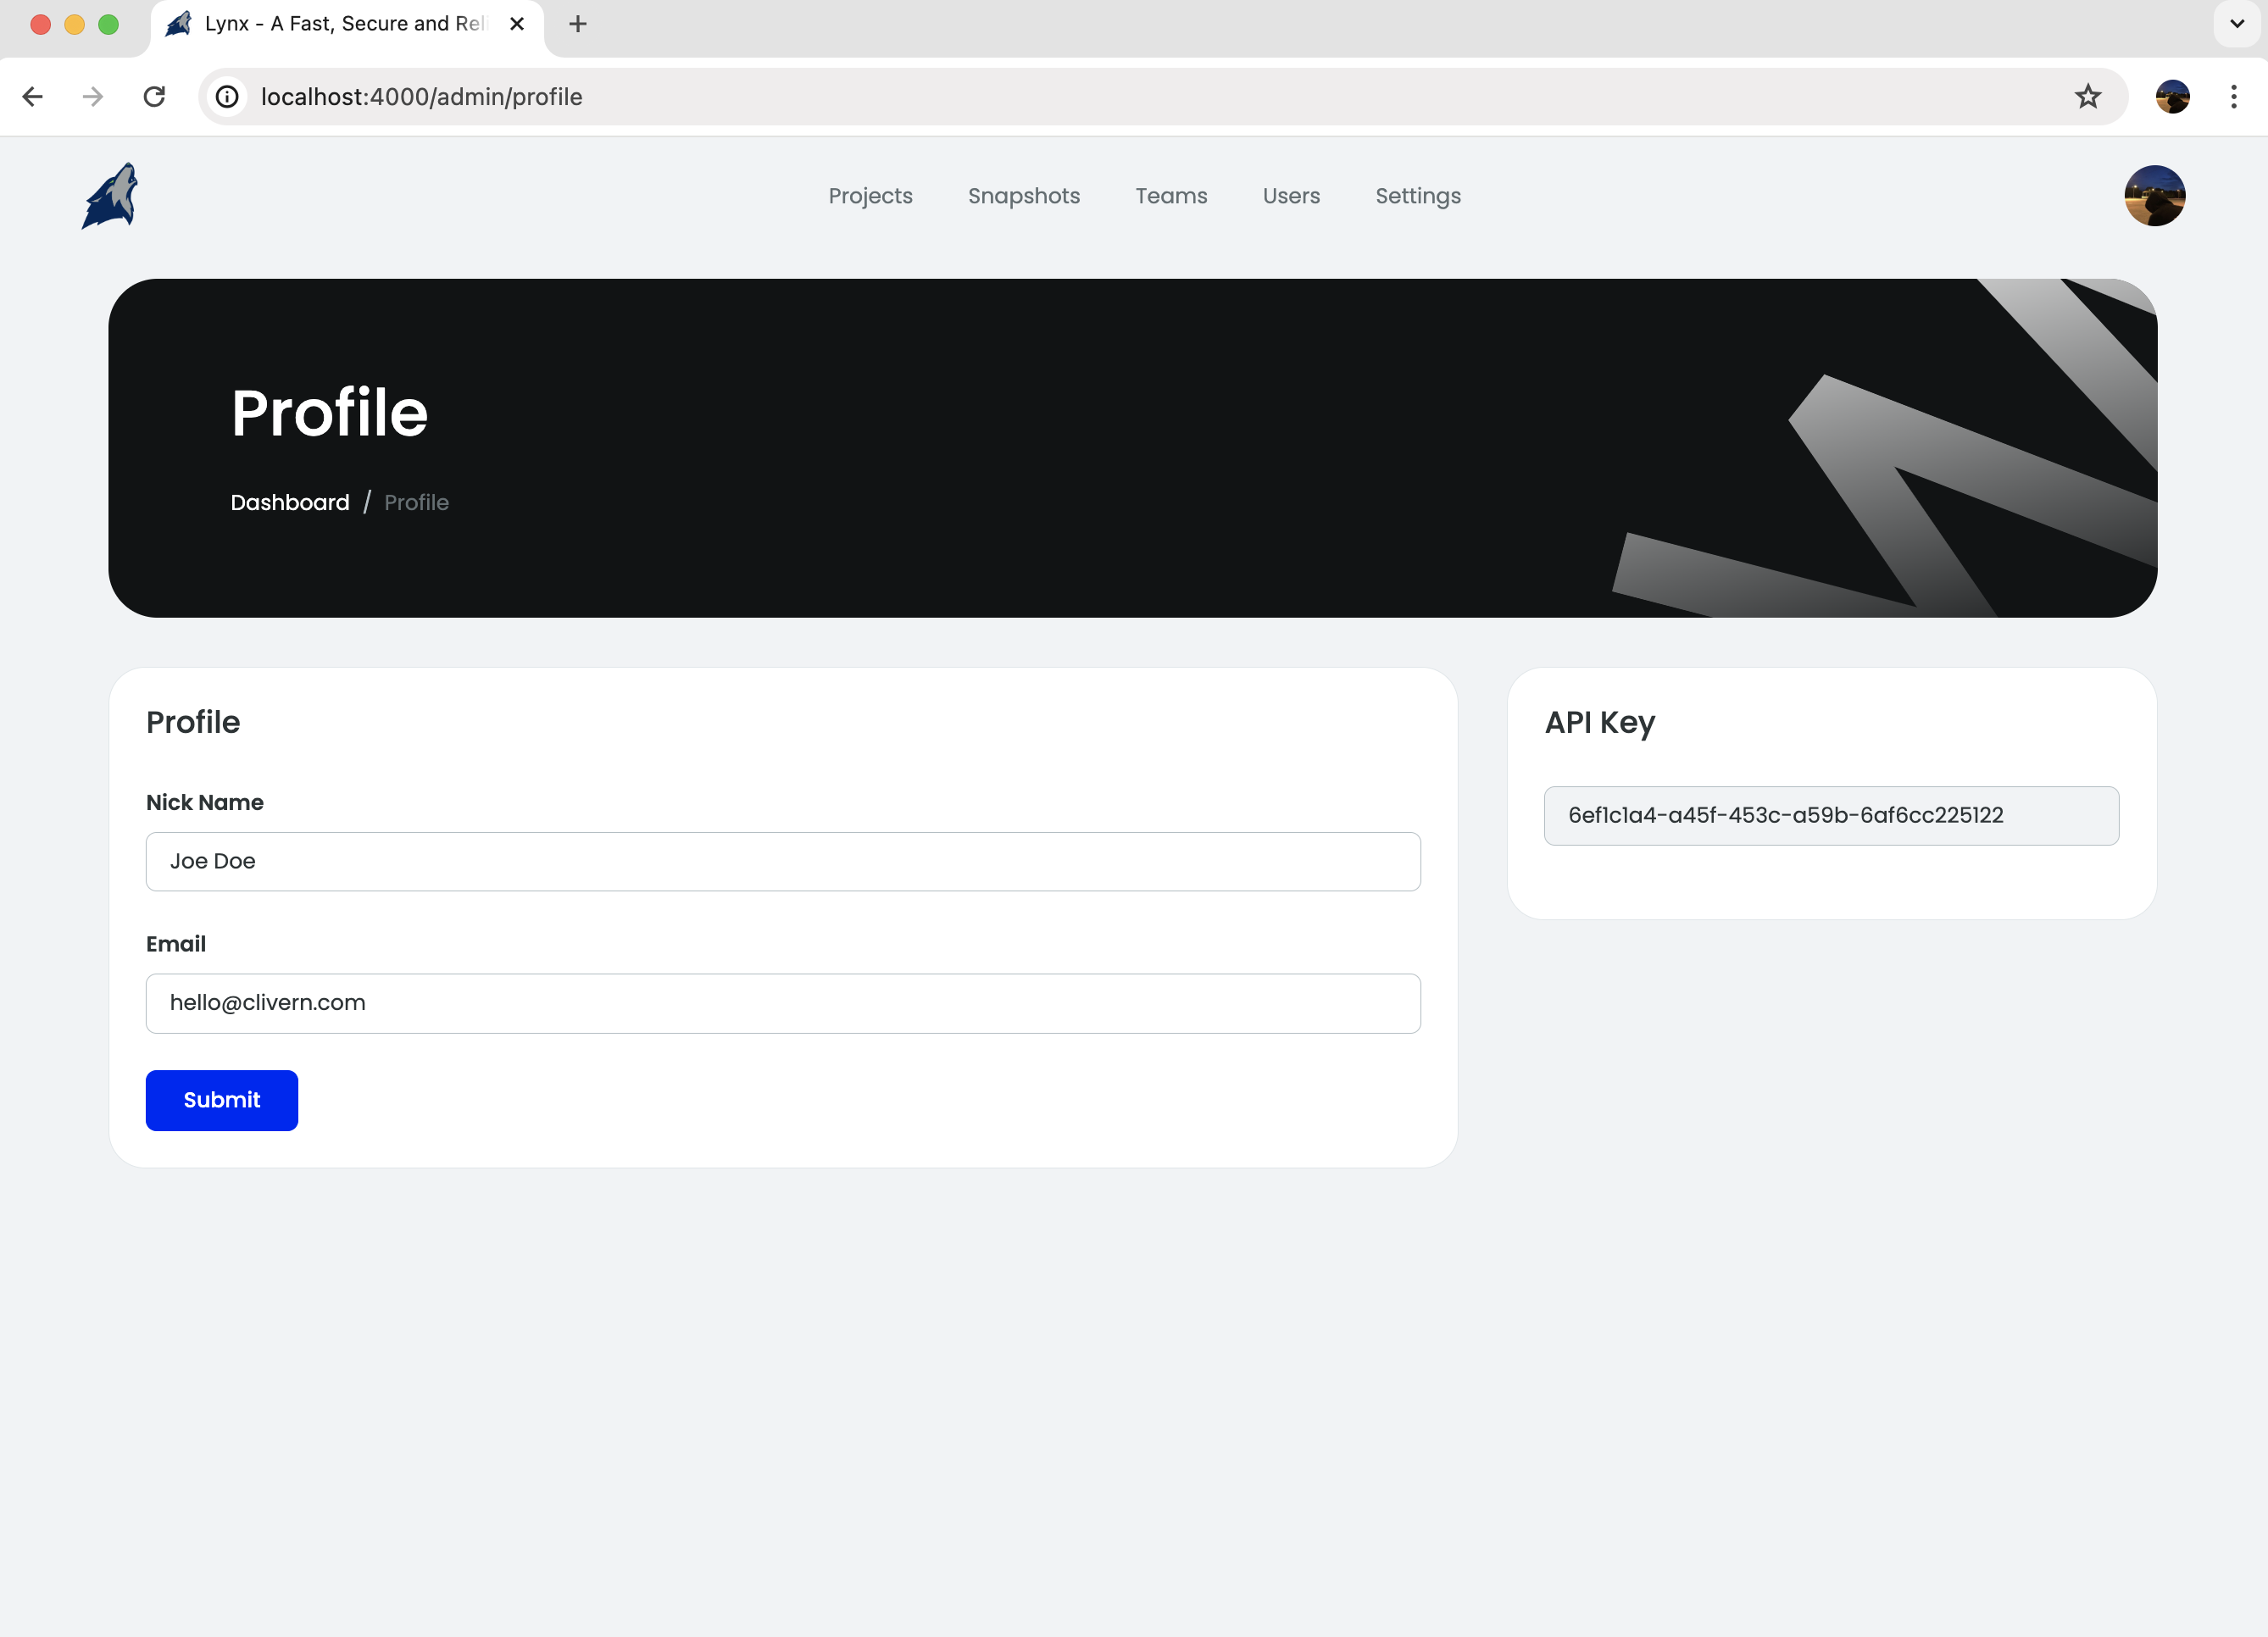 Lynx - A Fast, Secure and Rel
localhost:4000/admin/profile
Projects Snapshots Teams Users Settings
Profile
Dashboard / Profile
Profile
Nick Name
Joe Doe
Email
hello@clivern.com
Submit
API Key
6ef1c1a4-a45f-453c-a59b-6af6cc225122